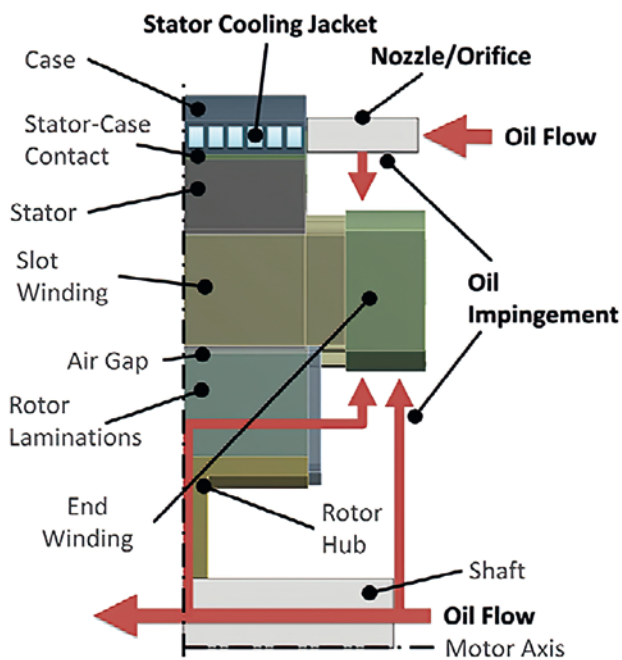 Stator Cooling Jacket
Case
Nozzle/Orifice
Stator-Case
Contact
Oil Flow
Stator
Slot
Winding
Oil
Impingement
Air Gap
Rotor
Laminations
End
Winding
Rotor
Hub
Shaft
Oil Flow
Motor Axis